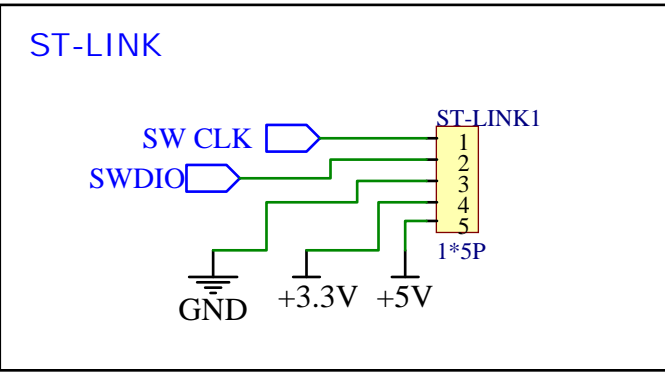 ST-LINK
ST-LINK1
SW CLK
1
SWDIO
2
3
4
5
1*5P
GND
+3.3V
+5V